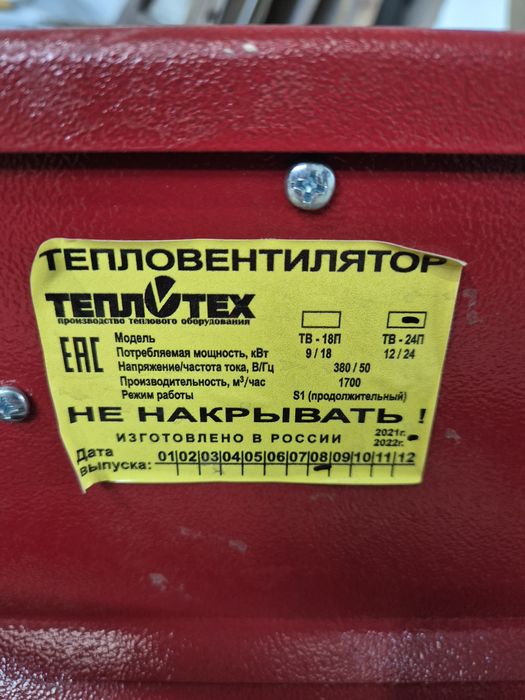 ТЕПЛОВЕНТИЛЯТОР
ТЕПЛОТЕХ
производство теплового оборудования
EAC
Модель ТВ - 18П ТВ - 24П
Потребляемая мощность, кВт 9 / 18 12 / 24
Напряжение/частота тока, В/Гц 380 / 50
Производительность, м³/час 1700
Режим работы S1 (продолжительный)
НЕ НАКРЫВАТЬ !
ИЗГОТОВЛЕНО В РОССИИ 2021г.
2022г.
Дата
выпуска: 01|02|03|04|05|06|07|08|09|10|11|12